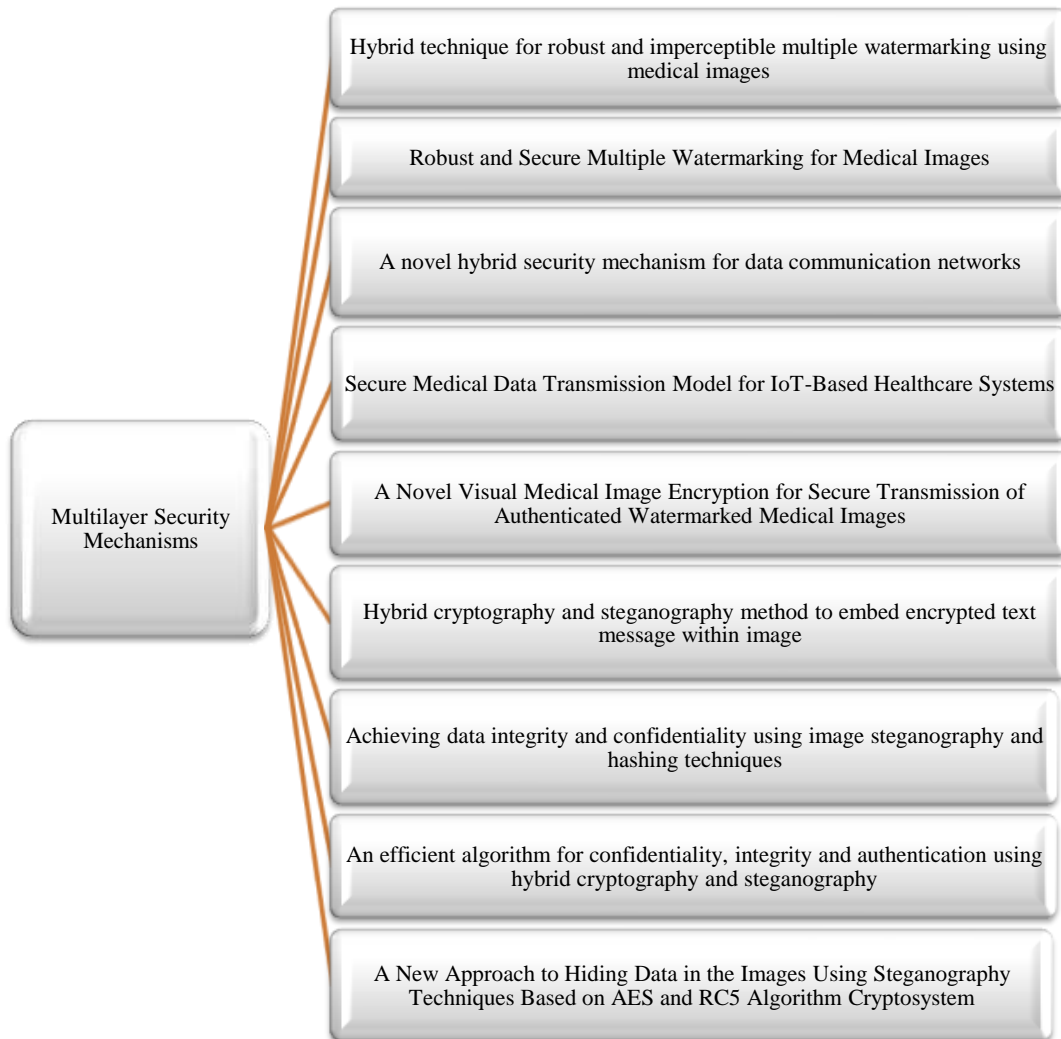 Hybrid technique for robust and imperceptible multiple watermarking using
medical images
Robust and Secure Multiple Watermarking for Medical Images
A novel hybrid security mechanism for data communication networks
Secure Medical Data Transmission Model for IoT-Based Healthcare Systems
Multilayer Security
Mechanisms
A Novel Visual Medical Image Encryption for Secure Transmission of
Authenticated Watermarked Medical Images
Hybrid cryptography and steganography method to embed encrypted text
message within image
Achieving data integrity and confidentiality using image steganography and
hashing techniques
An efficient algorithm for confidentiality, integrity and authentication using
hybrid cryptography and steganography
A New Approach to Hiding Data in the Images Using Steganography
Techniques Based on AES and RC5 Algorithm Cryptosystem